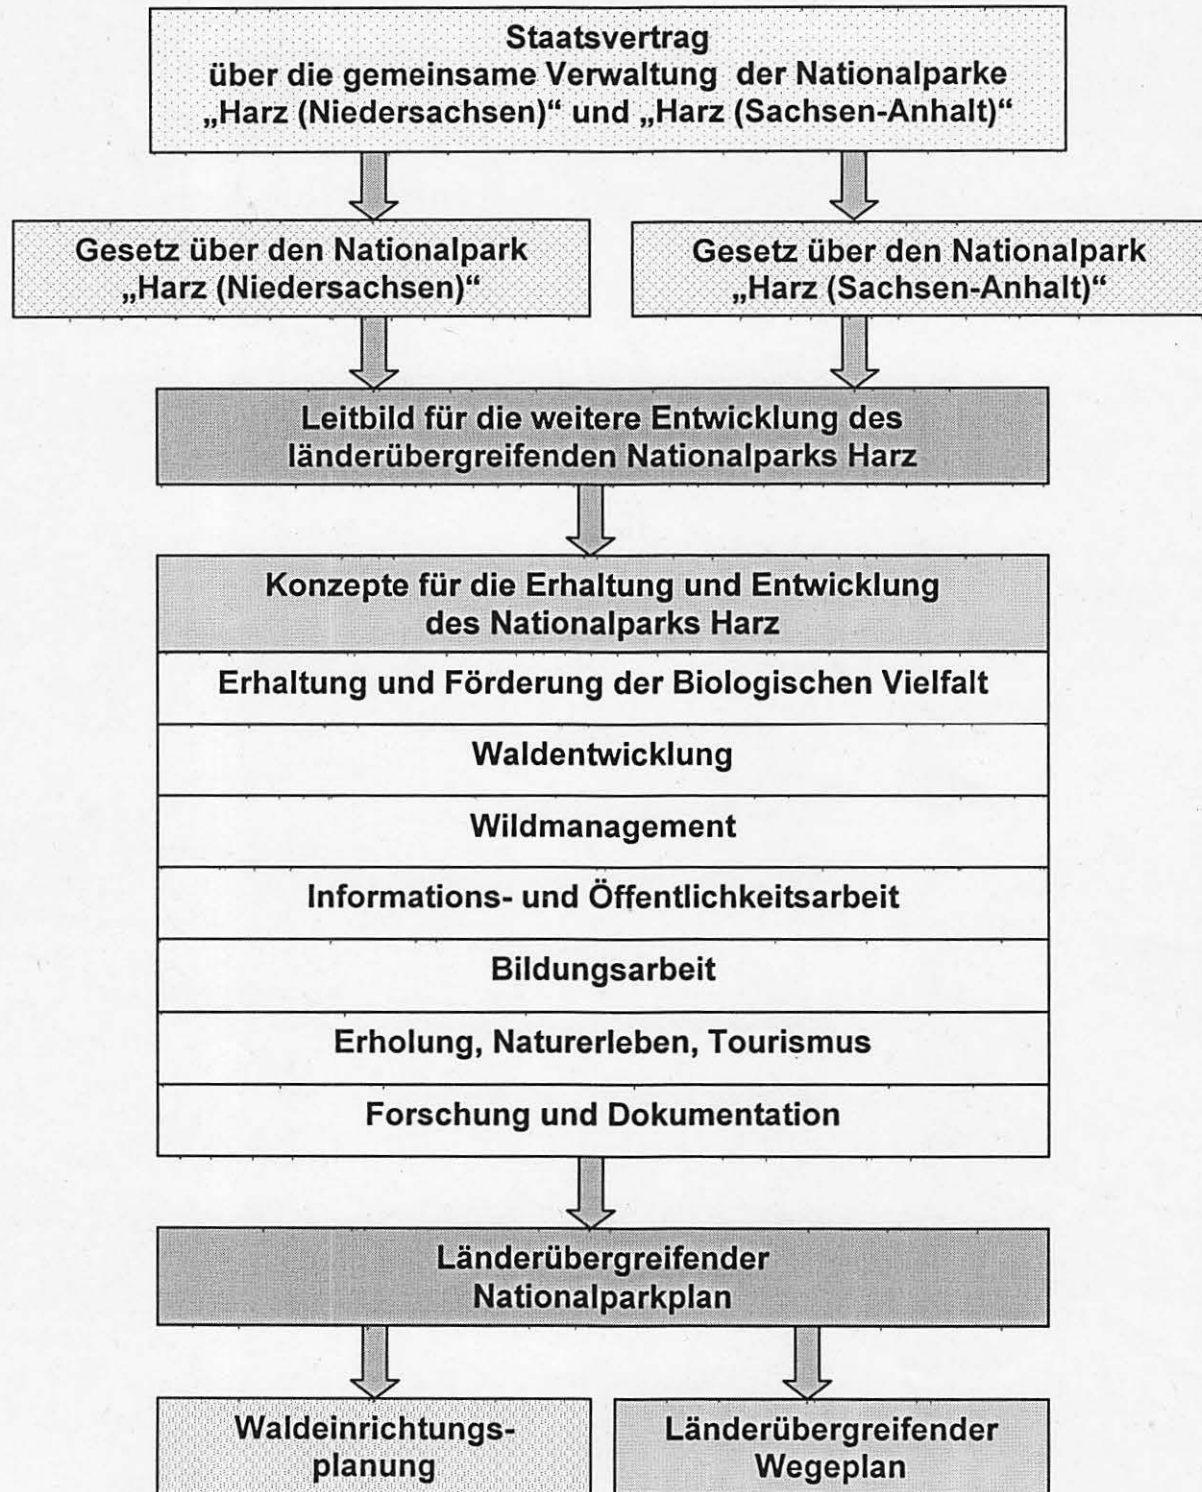 Staatsvertrag
über die gemeinsame Verwaltung der Nationalparke
„Harz (Niedersachsen)“ und „Harz (Sachsen-Anhalt)“
Gesetz über den Nationalpark
„Harz (Niedersachsen)“
Gesetz über den Nationalpark
„Harz (Sachsen-Anhalt)“
Leitbild für die weitere Entwicklung des
länderübergreifenden Nationalparks Harz
Konzepte für die Erhaltung und Entwicklung
des Nationalparks Harz
Erhaltung und Förderung der Biologischen Vielfalt
Waldentwicklung
Wildmanagement
Informations- und Öffentlichkeitsarbeit
Bildungsarbeit
Erholung, Naturerleben, Tourismus
Forschung und Dokumentation
Länderübergreifender
Nationalparkplan
Waldeinrichtungs-
planung
Länderübergreifender
Wegeplan